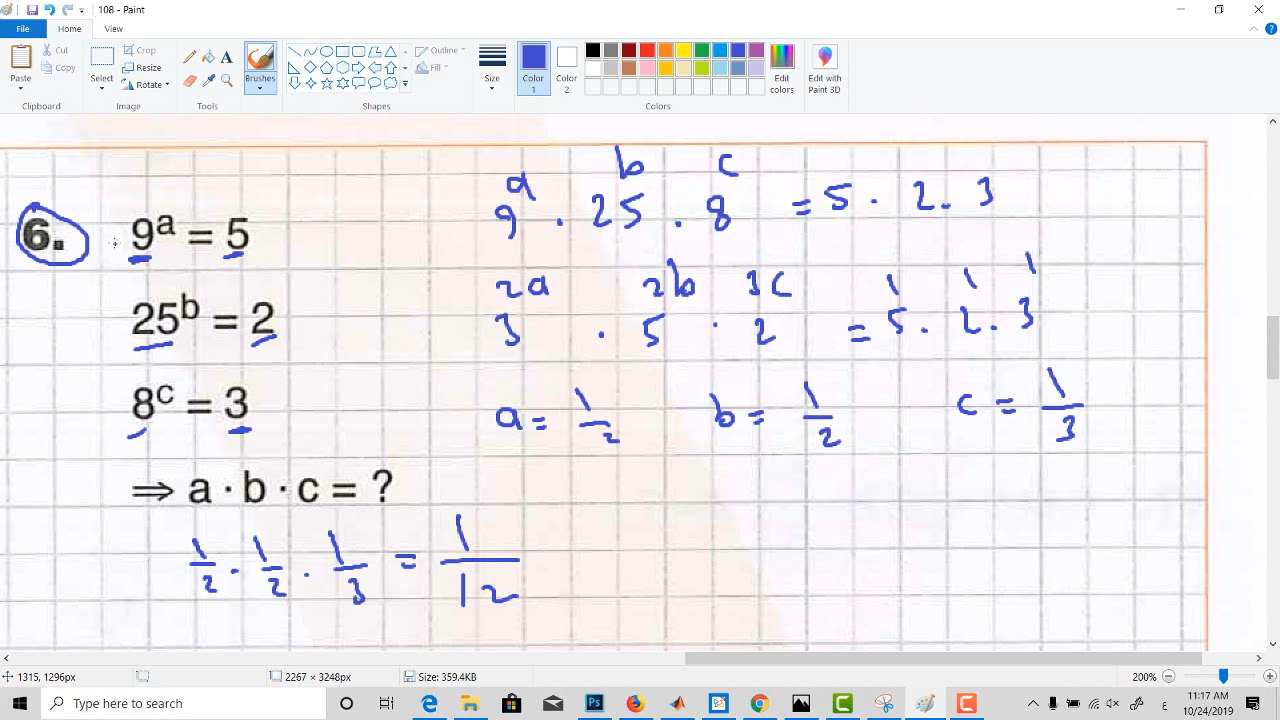 108 - Paint
File Home View
Paste Cut Copy Select Crop Resize Rotate Brushes Outline Fill Size Color 1 Color 2 Edit colors Edit with Paint 3D
Clipboard Image Tools Shapes Colors
a b c
9 . 25 . 8 = 5 . 2 . 3
6. 9ᵃ = 5
2a 2b 3c 1 1 1
3 . 5 . 2 = 5 . 2 . 3
25ᵇ = 2
8ᶜ = 3
a = 1/2 b = 1/2 c = 1/3
⇒ a · b · c = ?
1/2 . 1/2 . 1/3 = 1/12
1315, 1296px 2267 × 3248px Size: 359.4KB 200%
Type here to search
11:17 AM
10/24/2019